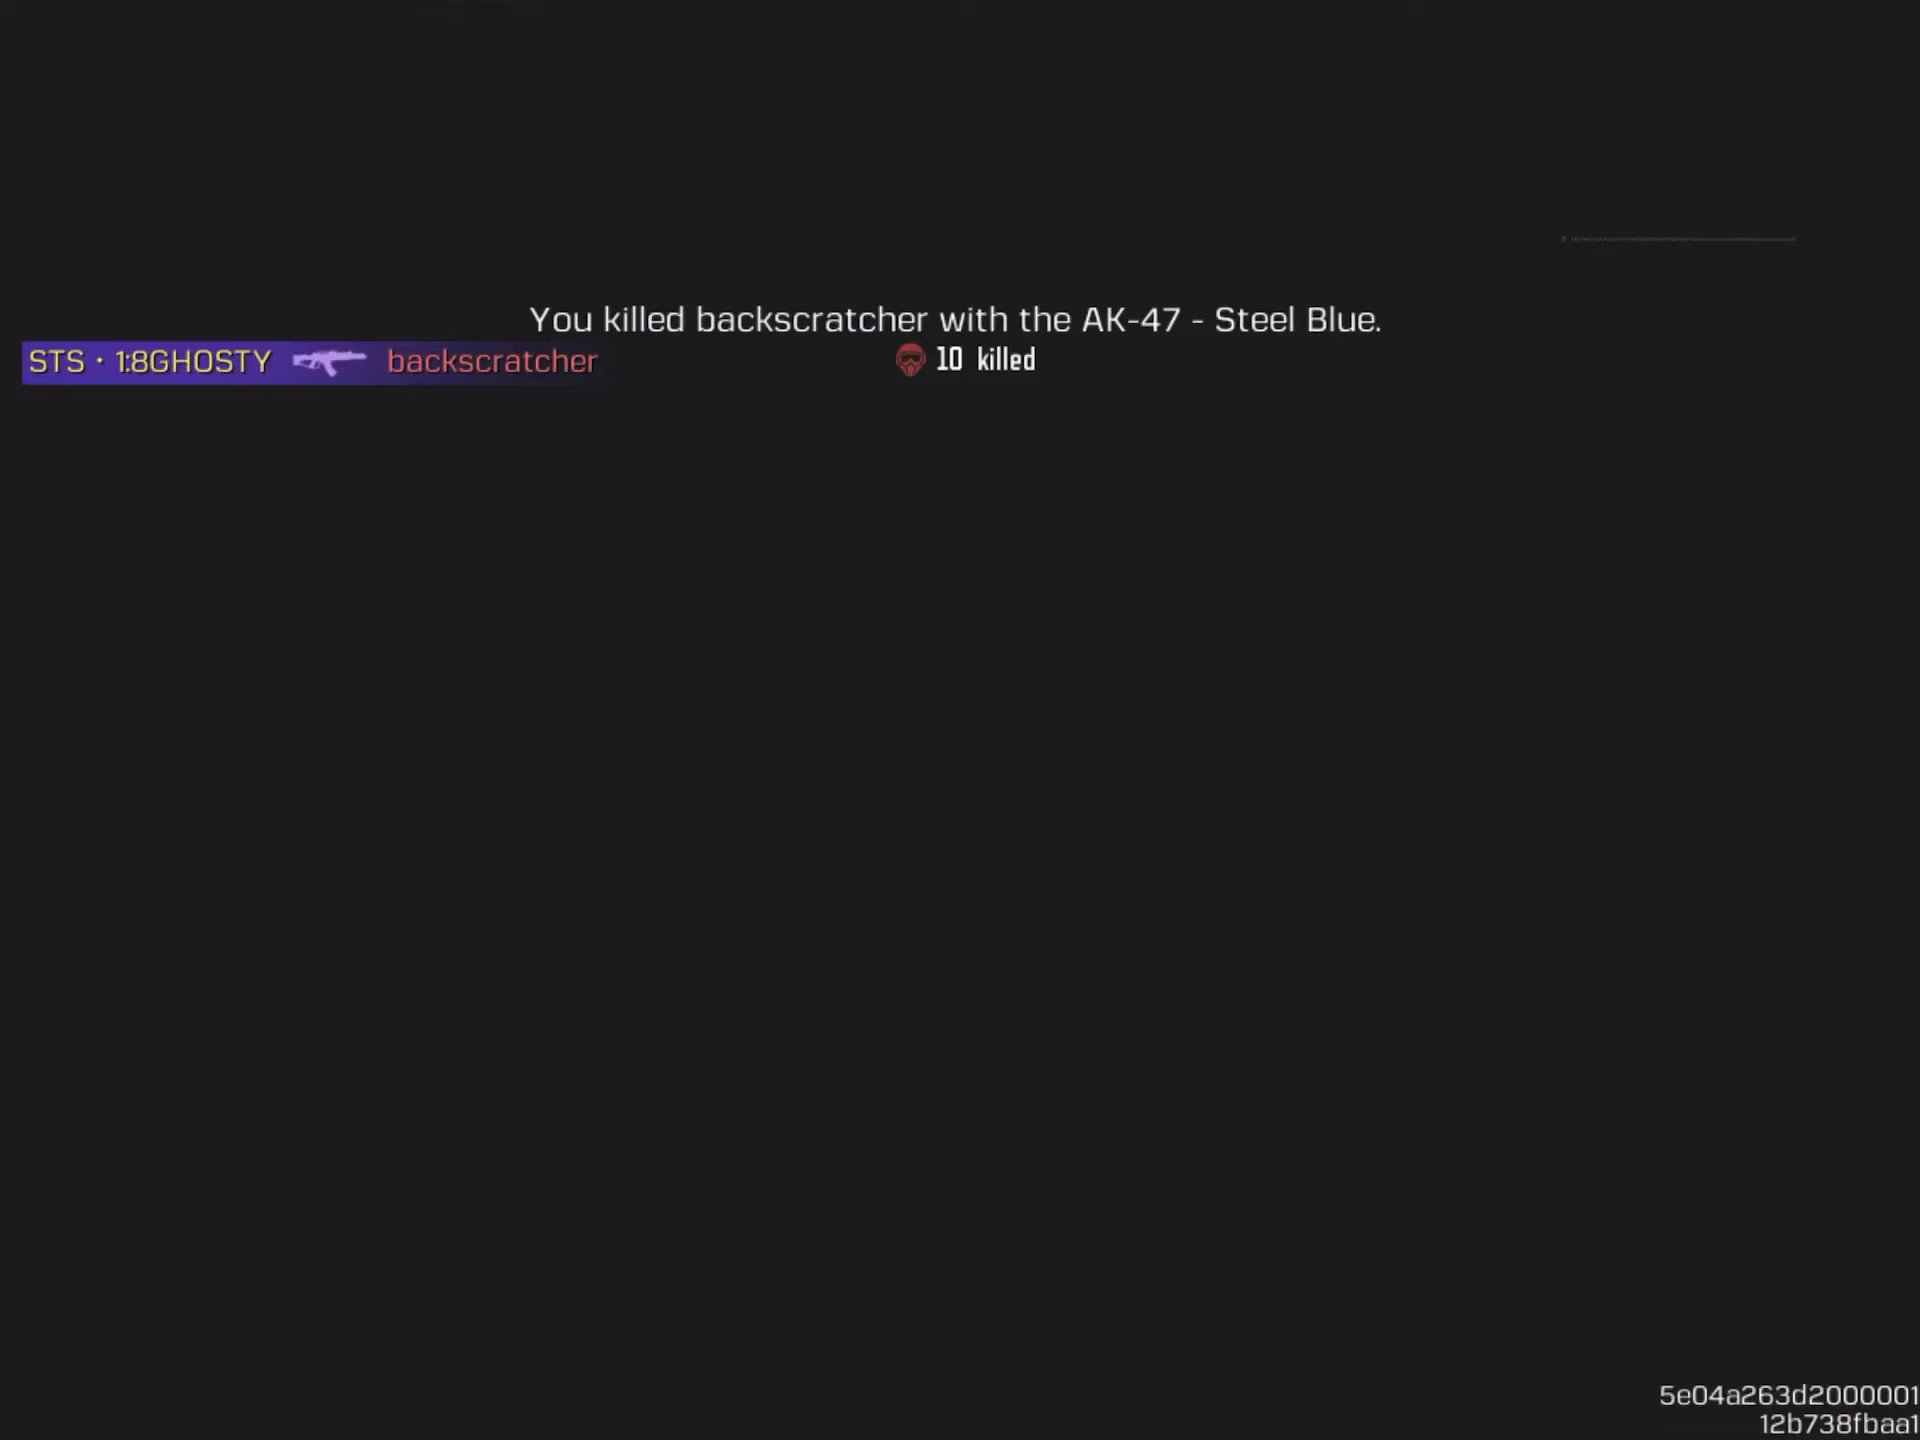 You killed backscratcher with the AK-47 - Steel Blue.
STS · 1:8GHOSTY backscratcher
10 killed
5e04a263d2000001
12b738fbaa1